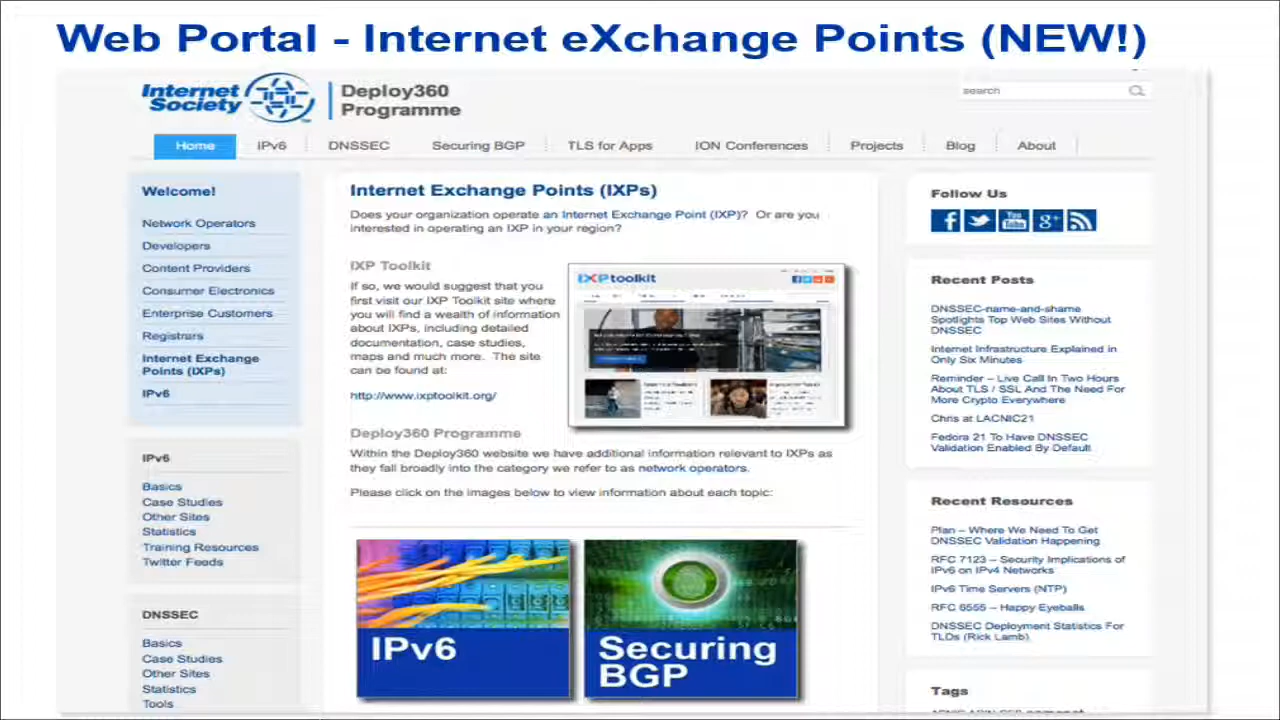 Web Portal - Internet eXchange Points (NEW!)
Internet Society
Deploy360 Programme
search
Home
IPv6
DNSSEC
Securing BGP
TLS for Apps
ION Conferences
Projects
Blog
About
Welcome!
Network Operators
Developers
Content Providers
Consumer Electronics
Enterprise Customers
Registrars
Internet Exchange
Points (IXPs)
IPv6
IPv6
Basics
Case Studies
Other Sites
Statistics
Training Resources
Twitter Feeds
DNSSEC
Basics
Case Studies
Other Sites
Statistics
Tools
Internet Exchange Points (IXPs)
Does your organization operate an Internet Exchange Point (IXP)? Or are you
interested in operating an IXP in your region?
IXP Toolkit
If so, we would suggest that you
first visit our IXP Toolkit site where
you will find a wealth of information
about IXPs, including detailed
documentation, case studies,
maps and much more. The site
can be found at:
http://www.ixptoolkit.org/
IXPtoolkit
Deploy360 Programme
Within the Deploy360 website we have additional information relevant to IXPs as
they fall broadly into the category we refer to as network operators.
Please click on the images below to view information about each topic:
IPv6
Securing
BGP
Follow Us
You
Tube
Recent Posts
DNSSEC-name-and-shame
Spotlights Top Web Sites Without
DNSSEC
Internet Infrastructure Explained in
Only Six Minutes
Reminder – Live Call In Two Hours
About TLS / SSL And The Need For
More Crypto Everywhere
Chris at LACNIC21
Fedora 21 To Have DNSSEC
Validation Enabled By Default
Recent Resources
Plan – Where We Need To Get
DNSSEC Validation Happening
RFC 7123 – Security Implications of
IPv6 on IPv4 Networks
IPv6 Time Servers (NTP)
RFC 6555 – Happy Eyeballs
DNSSEC Deployment Statistics For
TLDs (Rick Lamb)
Tags